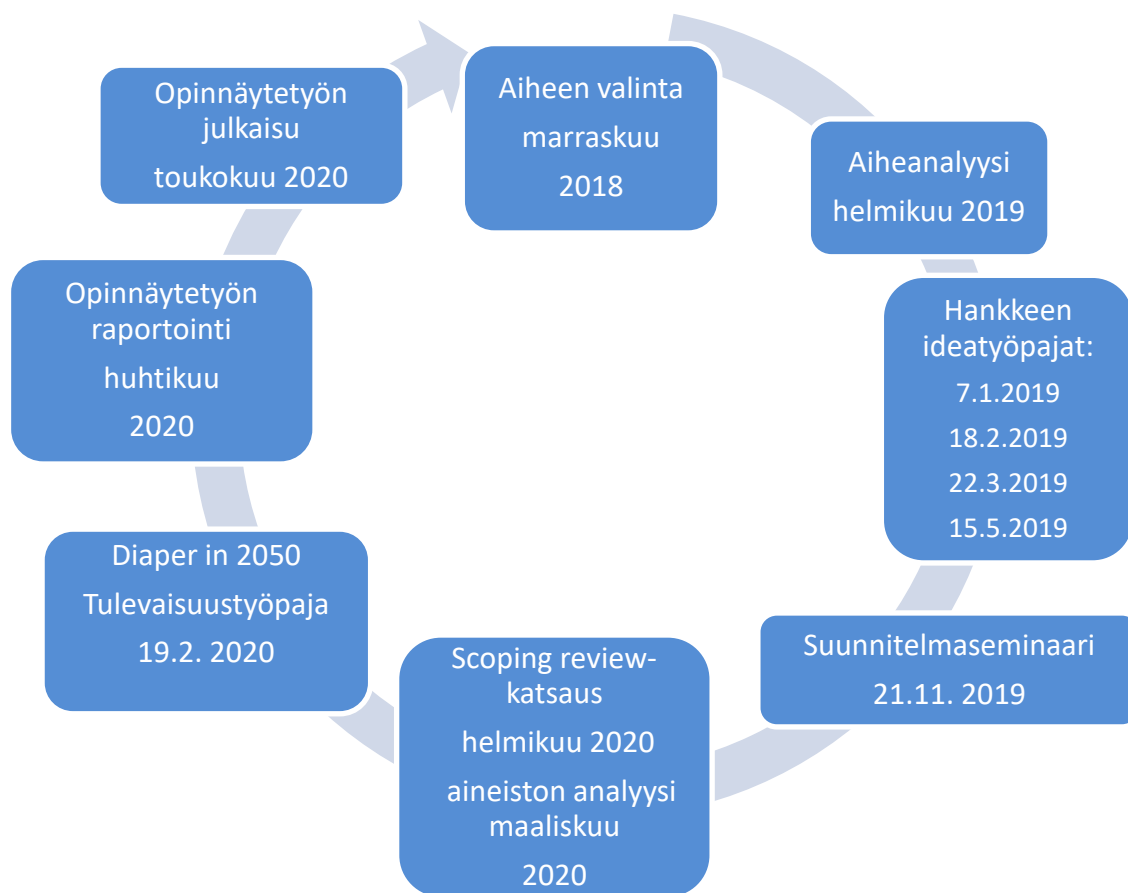 Aiheen valinta
marraskuu
2018
Aiheanalyysi
helmikuu 2019
Hankkeen
ideatyöpajat:
7.1.2019
18.2.2019
22.3.2019
15.5.2019
Suunnitelmaseminaari
21.11. 2019
Scoping review-
katsaus
helmikuu 2020
aineiston analyysi
maaliskuu
2020
Diaper in 2050
Tulevaisuustyöpaja
19.2. 2020
Opinnäytetyön
raportointi
huhtikuu
2020
Opinnäytetyön
julkaisu
toukokuu 2020